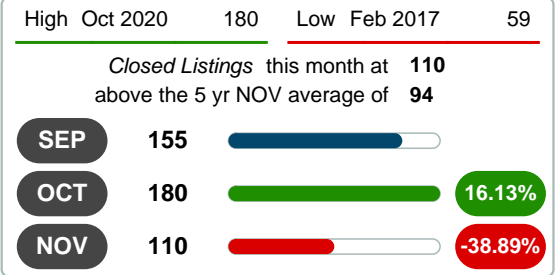 High Oct 2020 180 Low Feb 2017 59
Closed Listings this month at 110
above the 5 yr NOV average of 94
SEP 155
OCT 180 16.13%
NOV 110 -38.89%